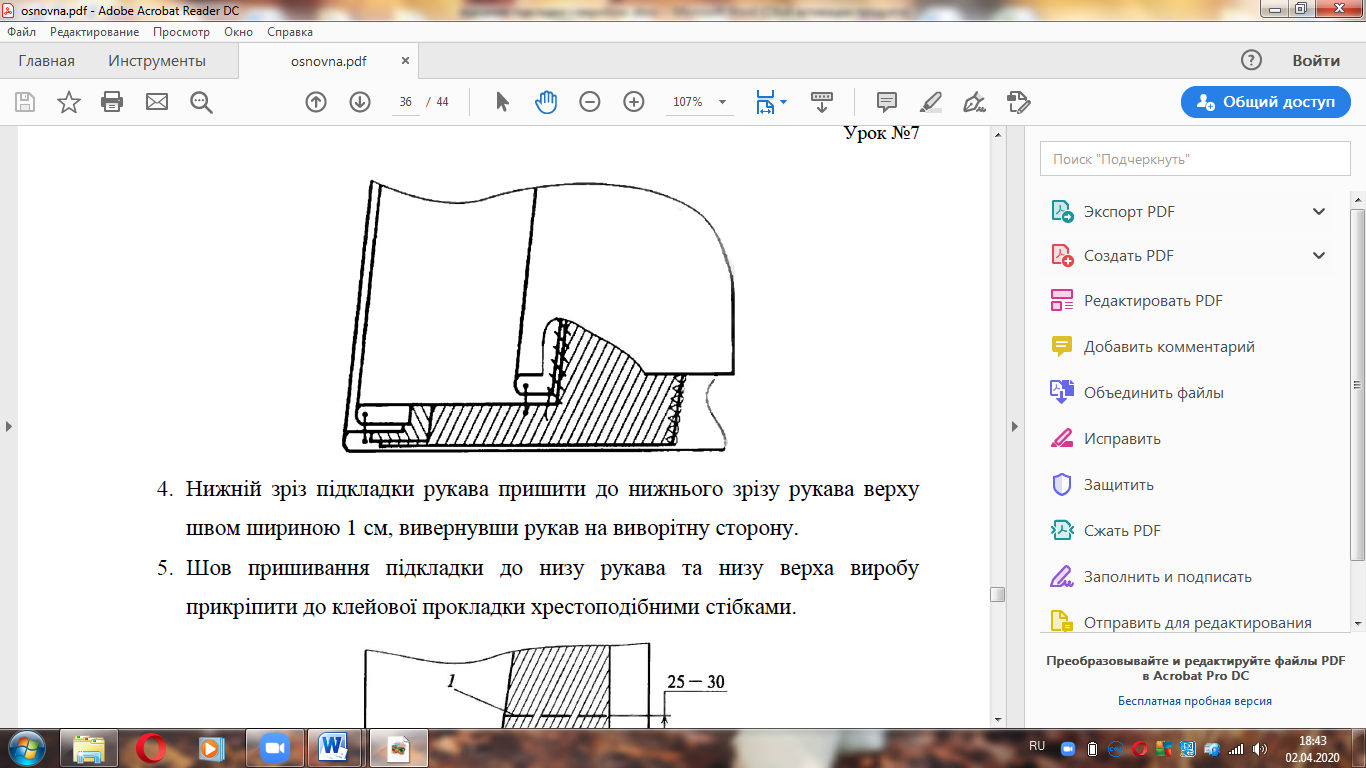 osnovna.pdf - Adobe Acrobat Reader DC
Файл Редактирование Просмотр Окно Справка
Главная Инструменты osnovna.pdf × Войти
36 / 44 107% Общий доступ
Урок №7
4. Нижній зріз підкладки рукава пришити до нижнього зрізу рукава верху
швом шириною 1 см, вивернувши рукав на виворітну сторону.
5. Шов пришивання підкладки до низу рукава та низу верха виробу
прикріпити до клейової прокладки хрестоподібними стібками.
1
25 – 30
Поиск "Подчеркнуть"
Экспорт PDF
Создать PDF
Редактировать PDF
Добавить комментарий
Объединить файлы
Исправить
Защитить
Сжать PDF
Заполнить и подписать
Отправить для редактирования
Преобразовывайте и редактируйте файлы PDF
в Acrobat Pro DC
Бесплатная пробная версия
RU
18:43
02.04.2020